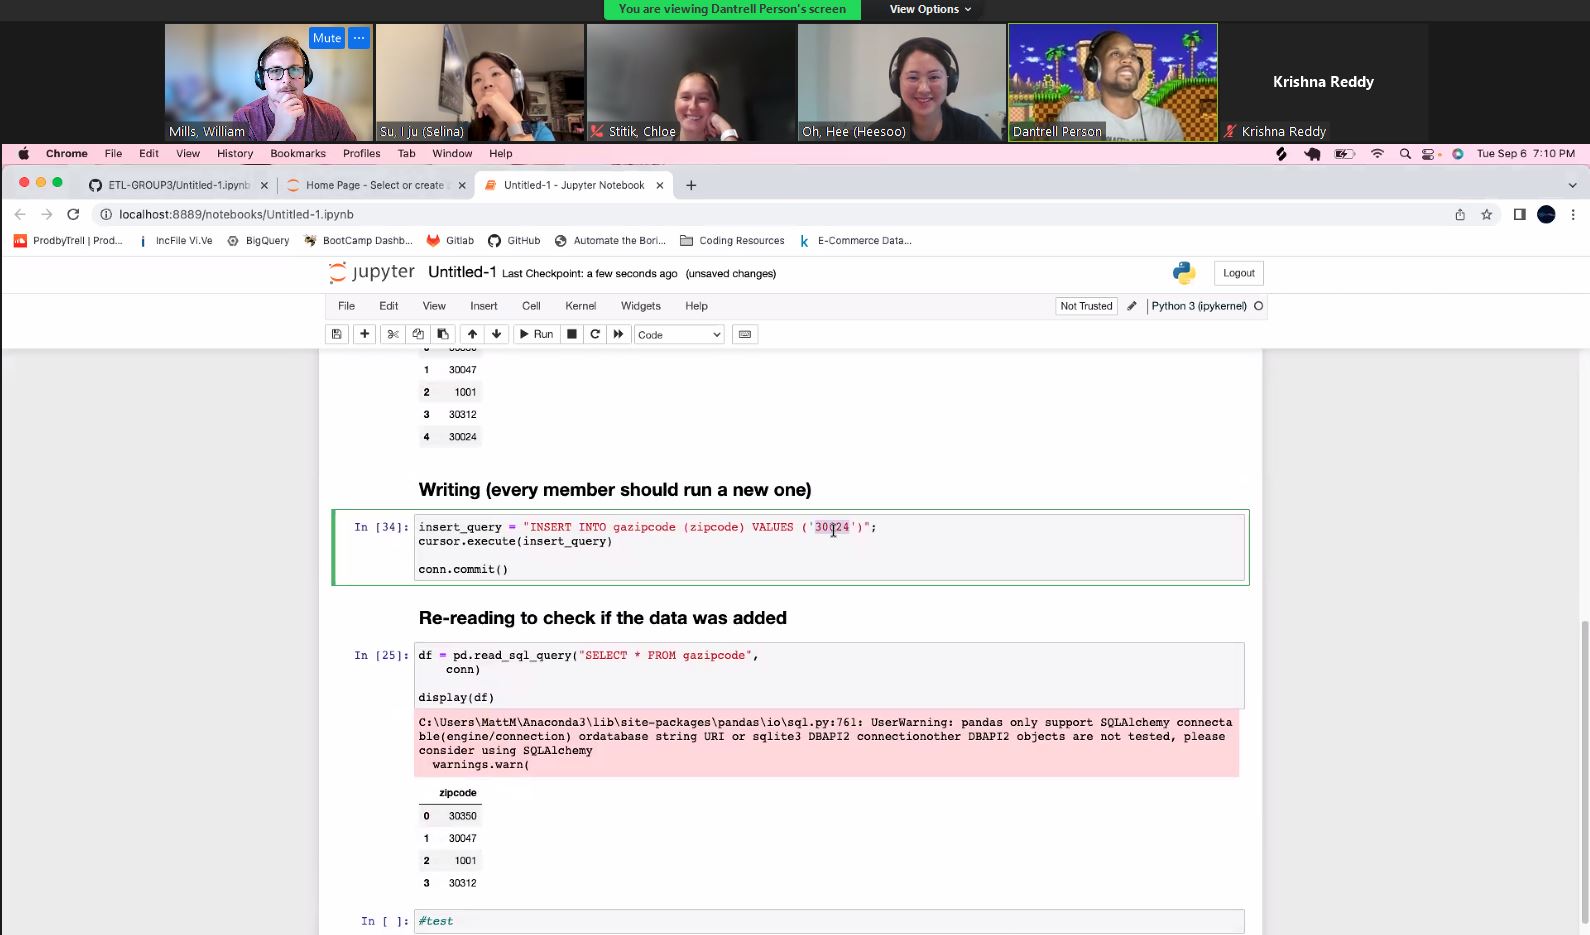 You are viewing Dantrell Person's screen View Options
Mute ...
Mills, William
Su, I ju (Selina)
Stitik, Chloe
Oh, Hee (Heesoo)
Dantrell Person
Krishna Reddy
Krishna Reddy
Chrome File Edit View History Bookmarks Profiles Tab Window Help Tue Sep 6 7:10 PM
ETL-GROUP3/Untitled-1.ipynb Home Page - Select or create Untitled-1 - Jupyter Notebook
localhost:8889/notebooks/Untitled-1.ipynb
ProdbyTrell | Prod... IncFile Vi.Ve BigQuery BootCamp Dashb... Gitlab GitHub Automate the Bori... Coding Resources E-Commerce Data...
jupyter Untitled-1 Last Checkpoint: a few seconds ago (unsaved changes) Logout
File Edit View Insert Cell Kernel Widgets Help Not Trusted Python 3 (ipykernel)
Run Code
1 30047
2 1001
3 30312
4 30024
Writing (every member should run a new one)
In [34]: insert_query = "INSERT INTO gazipcode (zipcode) VALUES ('30024')";
cursor.execute(insert_query)
conn.commit()
Re-reading to check if the data was added
In [25]: df = pd.read_sql_query("SELECT * FROM gazipcode",
conn)
display(df)
C:\Users\MattM\Anaconda3\lib\site-packages\pandas\io\sql.py:761: UserWarning: pandas only support SQLAlchemy connecta
ble(engine/connection) ordatabase string URI or sqlite3 DBAPI2 connectionother DBAPI2 objects are not tested, please
consider using SQLAlchemy
warnings.warn(
zipcode
0 30350
1 30047
2 1001
3 30312
In [ ]: #test